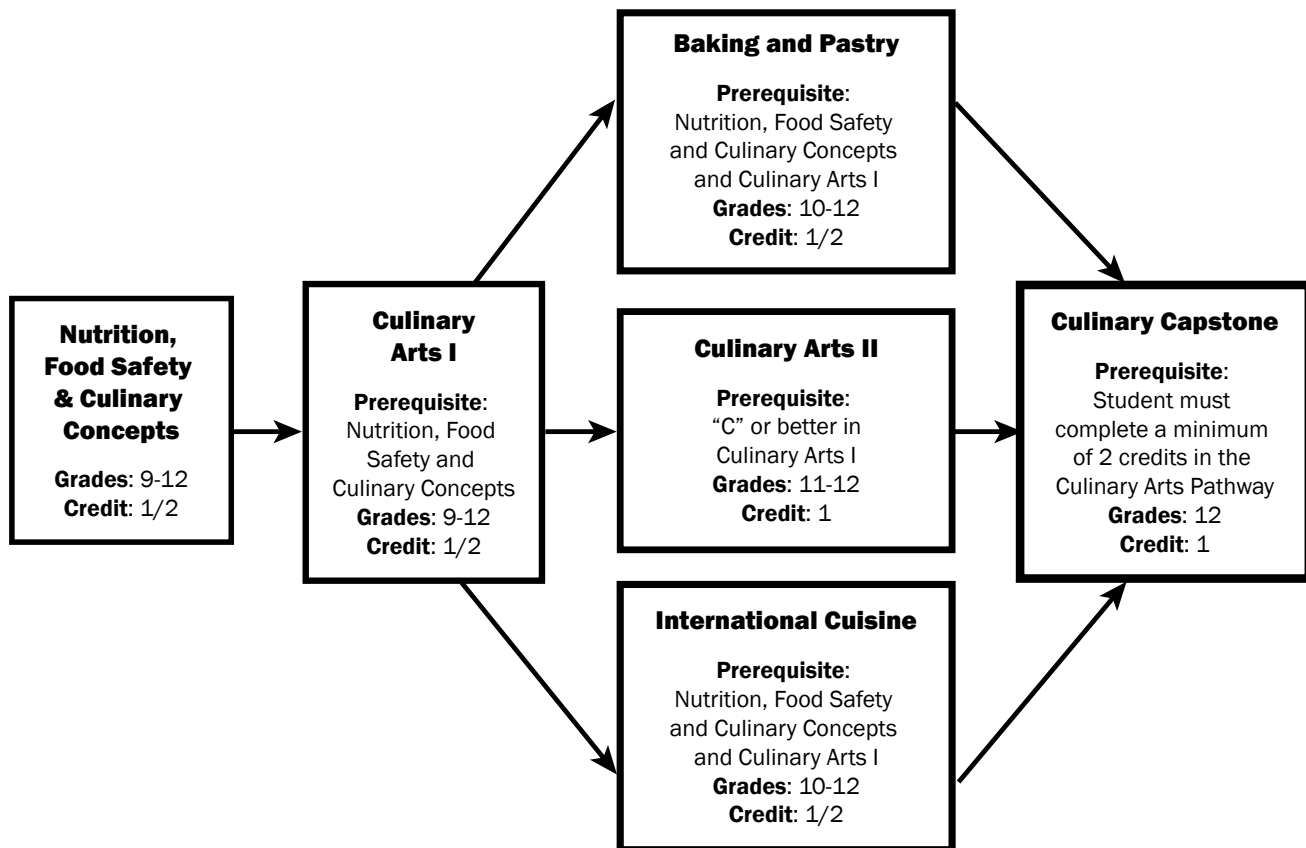 Nutrition,
Food Safety
& Culinary
Concepts
Grades: 9-12
Credit: 1/2
Culinary
Arts I
Prerequisite:
Nutrition, Food
Safety and
Culinary Concepts
Grades: 9-12
Credit: 1/2
Baking and Pastry
Prerequisite:
Nutrition, Food Safety
and Culinary Concepts
and Culinary Arts I
Grades: 10-12
Credit: 1/2
Culinary Arts II
Prerequisite:
“C” or better in
Culinary Arts I
Grades: 11-12
Credit: 1
International Cuisine
Prerequisite:
Nutrition, Food Safety
and Culinary Concepts
and Culinary Arts I
Grades: 10-12
Credit: 1/2
Culinary Capstone
Prerequisite:
Student must
complete a minimum
of 2 credits in the
Culinary Arts Pathway
Grades: 12
Credit: 1